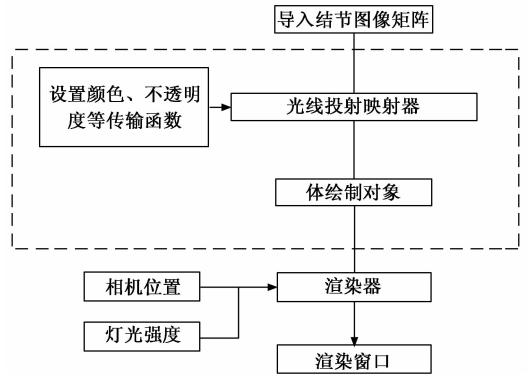 导入结节图像矩阵
设置颜色、不透明
度等传输函数
光线投射映射器
体绘制对象
相机位置
渲染器
灯光强度
渲染窗口